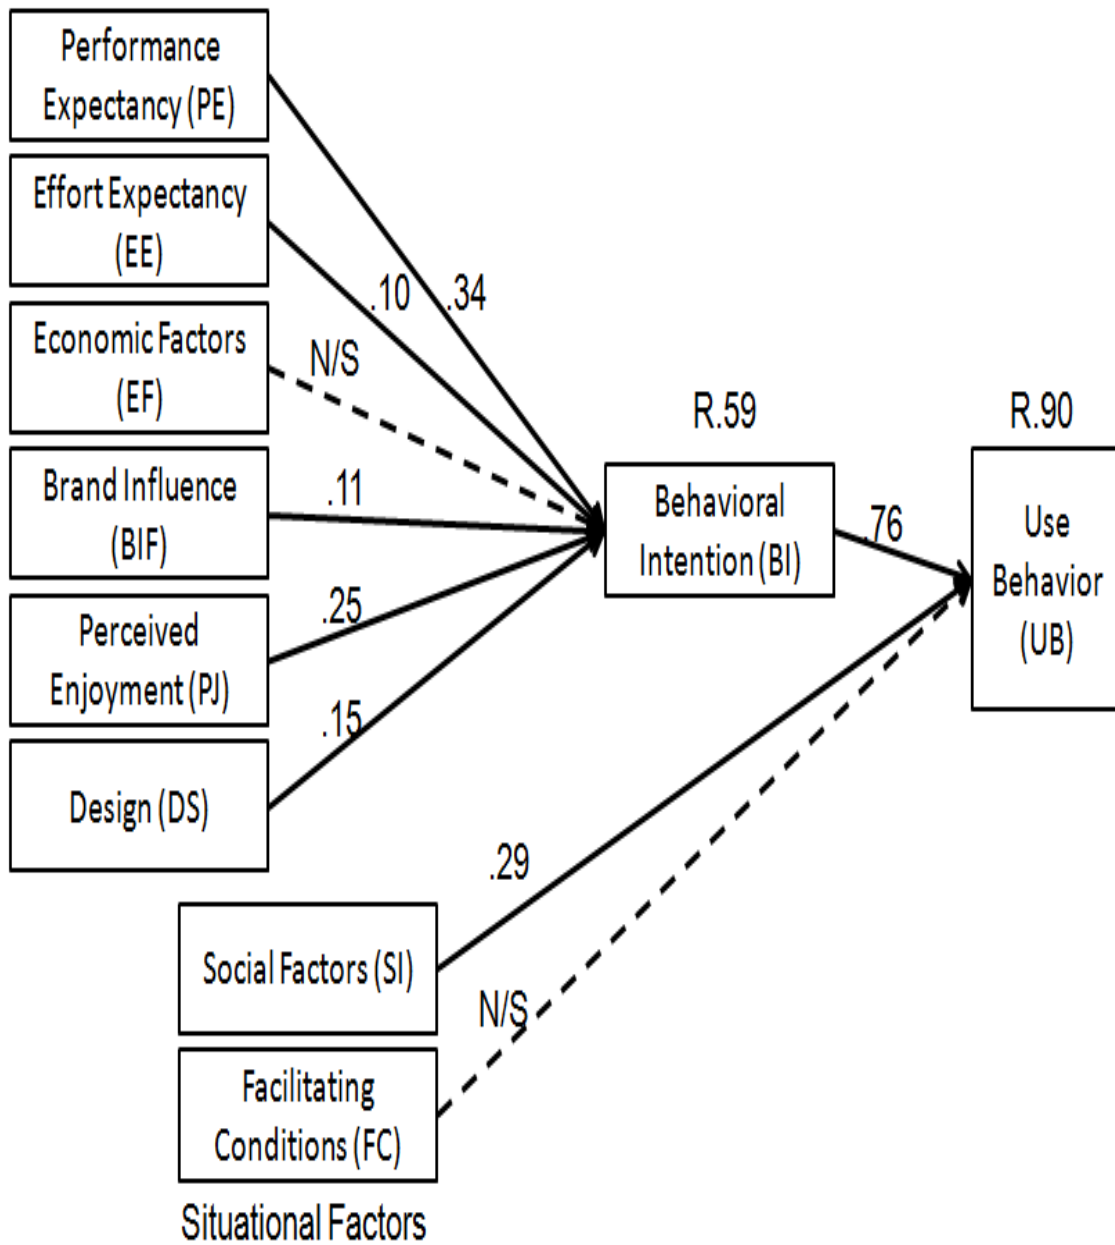 Performance
Expectancy (PE)
Effort Expectancy
(EE)
.10
.34
Economic Factors
(EF)
N/S
R.59
R.90
Brand Influence
(BIF)
.11
Behavioral
Intention (BI)
.76
Use
Behavior
(UB)
Perceived
Enjoyment (PJ)
.25
Design (DS)
.15
.29
Social Factors (SI)
N/S
Facilitating
Conditions (FC)
Situational Factors